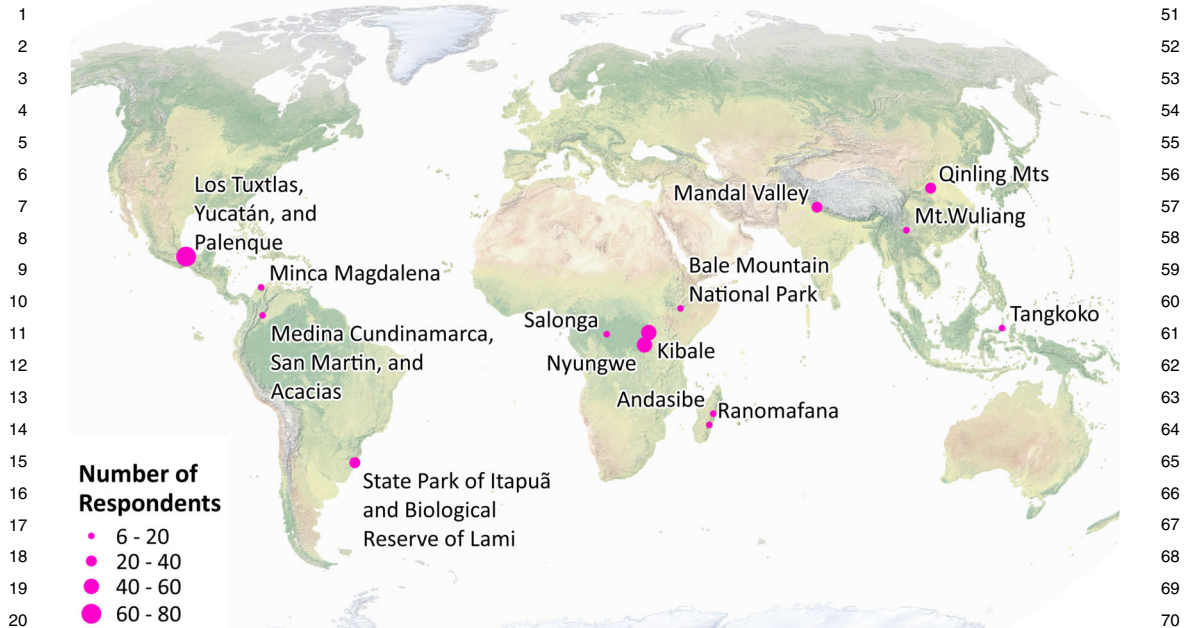 1
2
3
4
5
6
7
8
9
10
11
12
13
14
15
16
17
18
19
20
Los Tuxtlas,
Yucatán, and
Palenque
Minca Magdalena
Medina Cundinamarca,
San Martin, and
Acacias
State Park of Itapuã
and Biological
Reserve of Lami
Salonga
Nyungwe
Kibale
Bale Mountain
National Park
Andasibe
Ranomafana
Mandal Valley
Qinling Mts
Mt.Wuliang
Tangkoko
Number of
Respondents
6 - 20
20 - 40
40 - 60
60 - 80
51
52
53
54
55
56
57
58
59
60
61
62
63
64
65
66
67
68
69
70